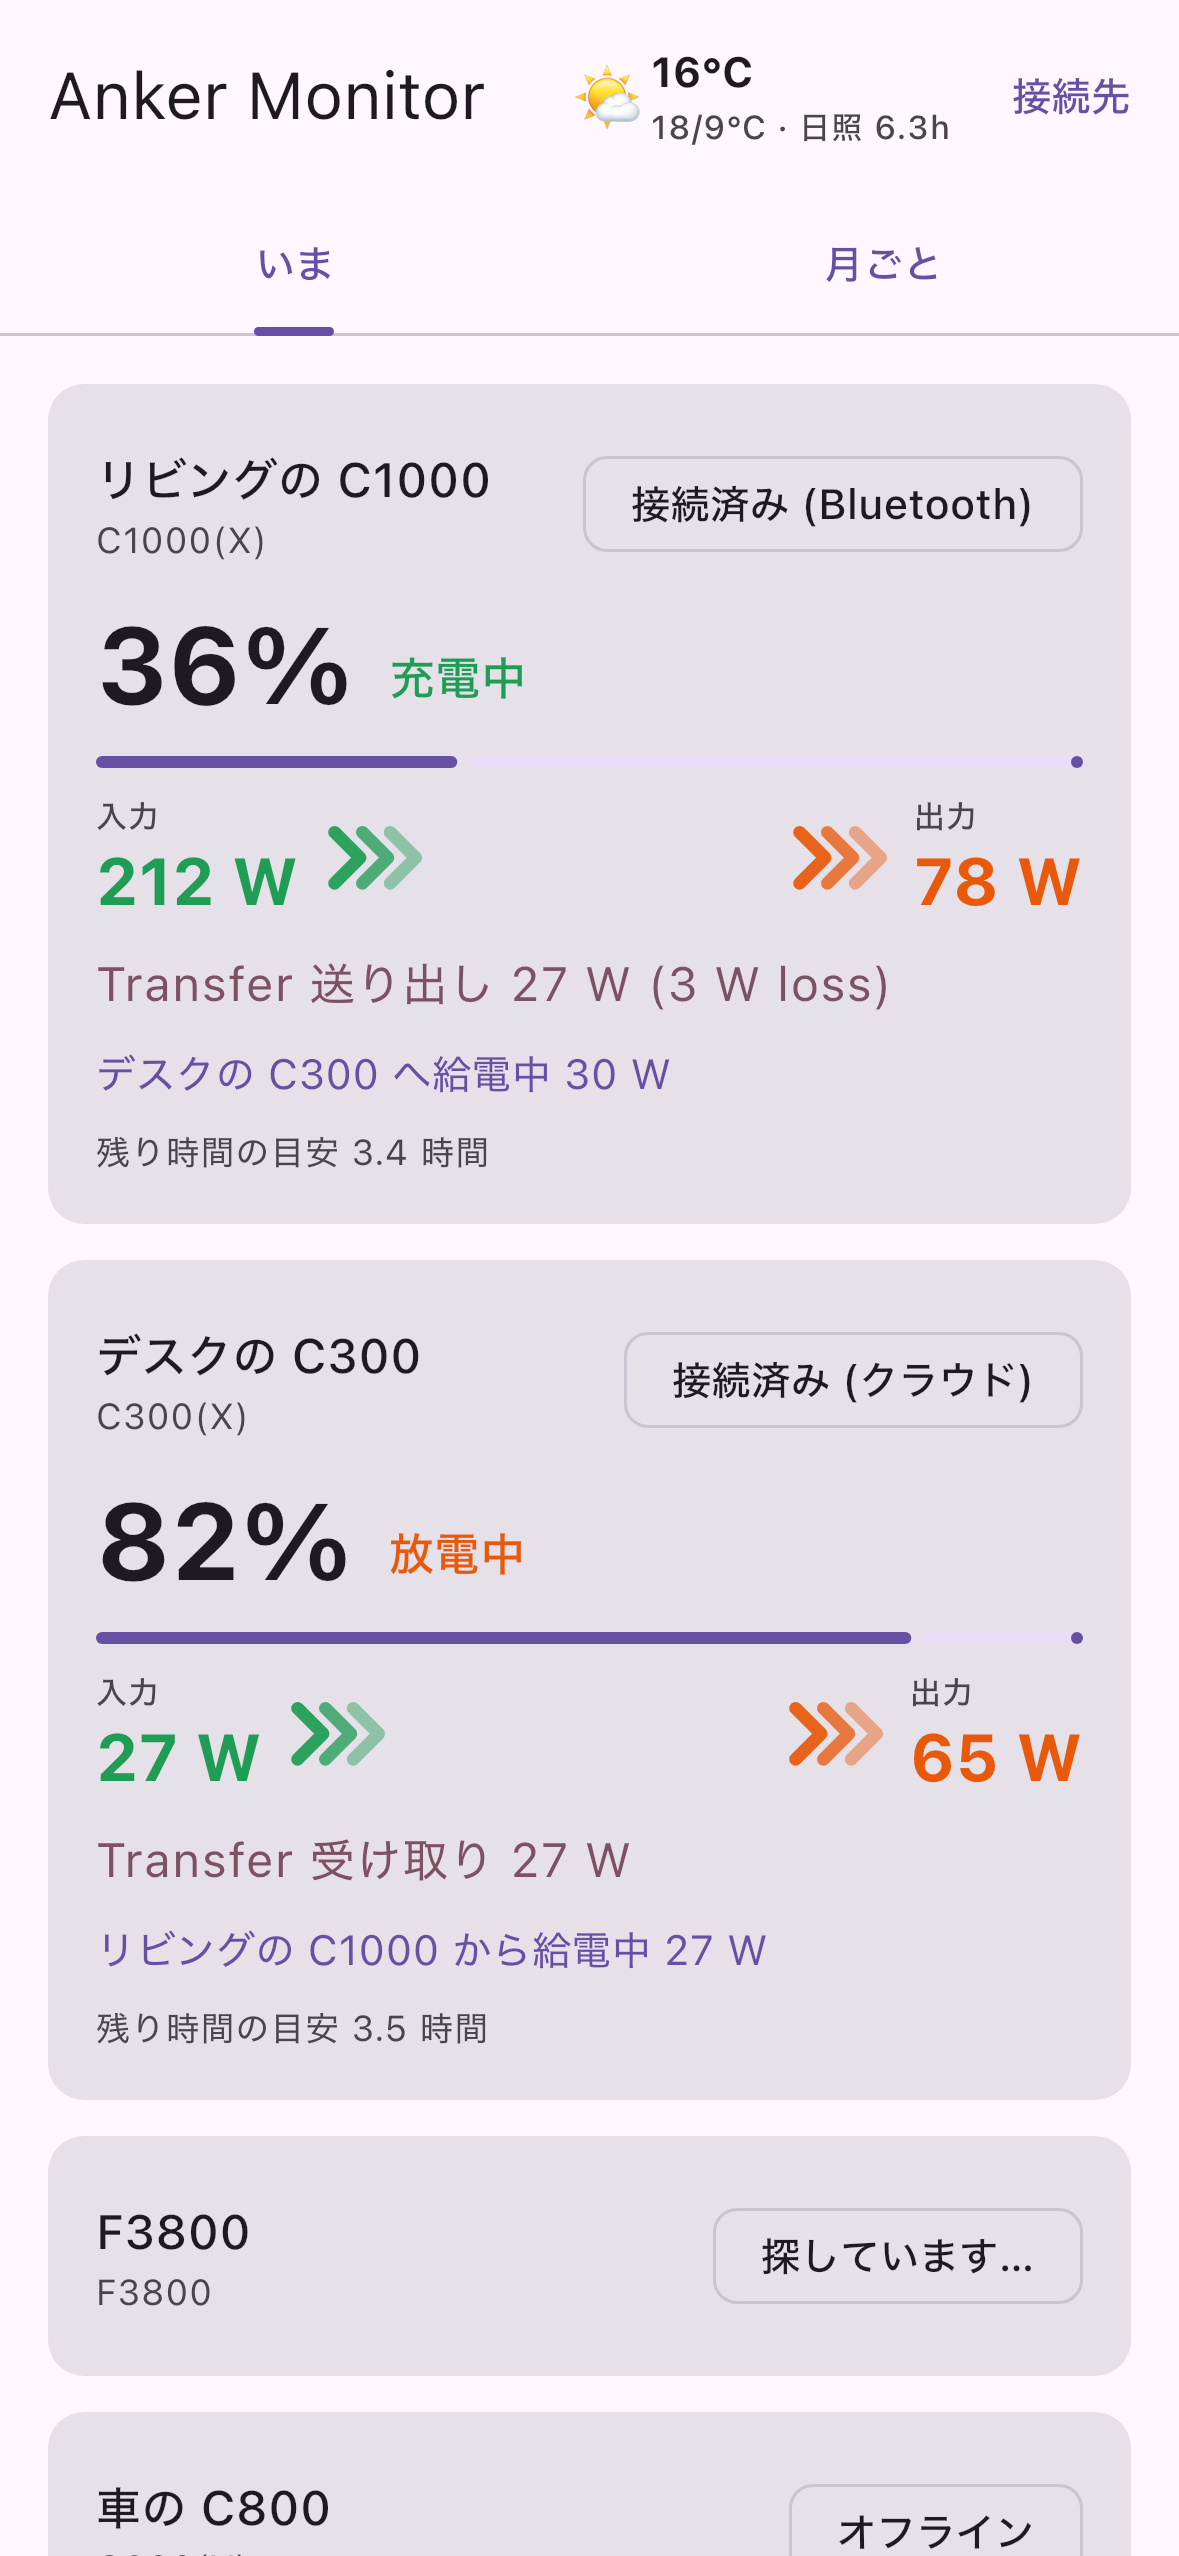 Anker Monitor
16°C
18/9°C · 日照 6.3h
接続先
いま
月ごと
リビングの C1000
C1000(X)
接続済み (Bluetooth)
36%
充電中
入力
212 W
出力
78 W
Transfer 送り出し 27 W (3 W loss)
デスクの C300 へ給電中 30 W
残り時間の目安 3.4 時間
デスクの C300
C300(X)
接続済み (クラウド)
82%
放電中
入力
27 W
出力
65 W
Transfer 受け取り 27 W
リビングの C1000 から給電中 27 W
残り時間の目安 3.5 時間
F3800
F3800
探しています...
車の C800
オフライン